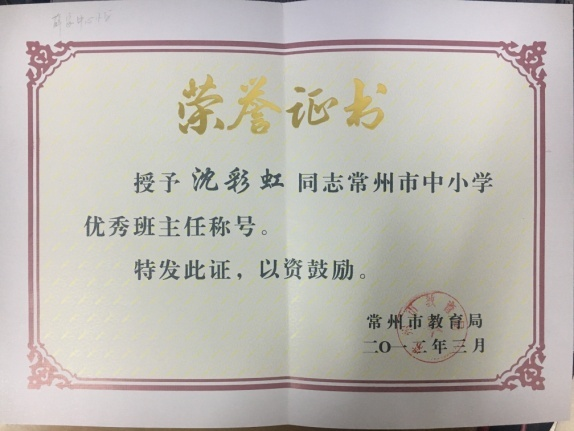 荣誉证书
授予 沈彩虹 同志常州市中小学
优秀班主任称号。
特发此证，以资鼓励。
常州市教育局
二〇一 年三月